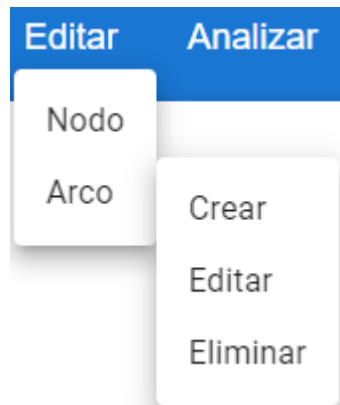 Editar Analizar
Nodo
Arco
Crear
Editar
Eliminar